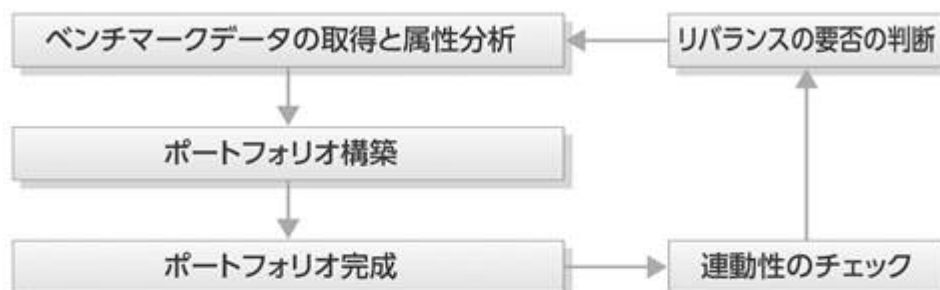 ベンチマークデータの取得と属性分析
リバランスの要否の判断
ポートフォリオ構築
ポートフォリオ完成
連動性のチェック